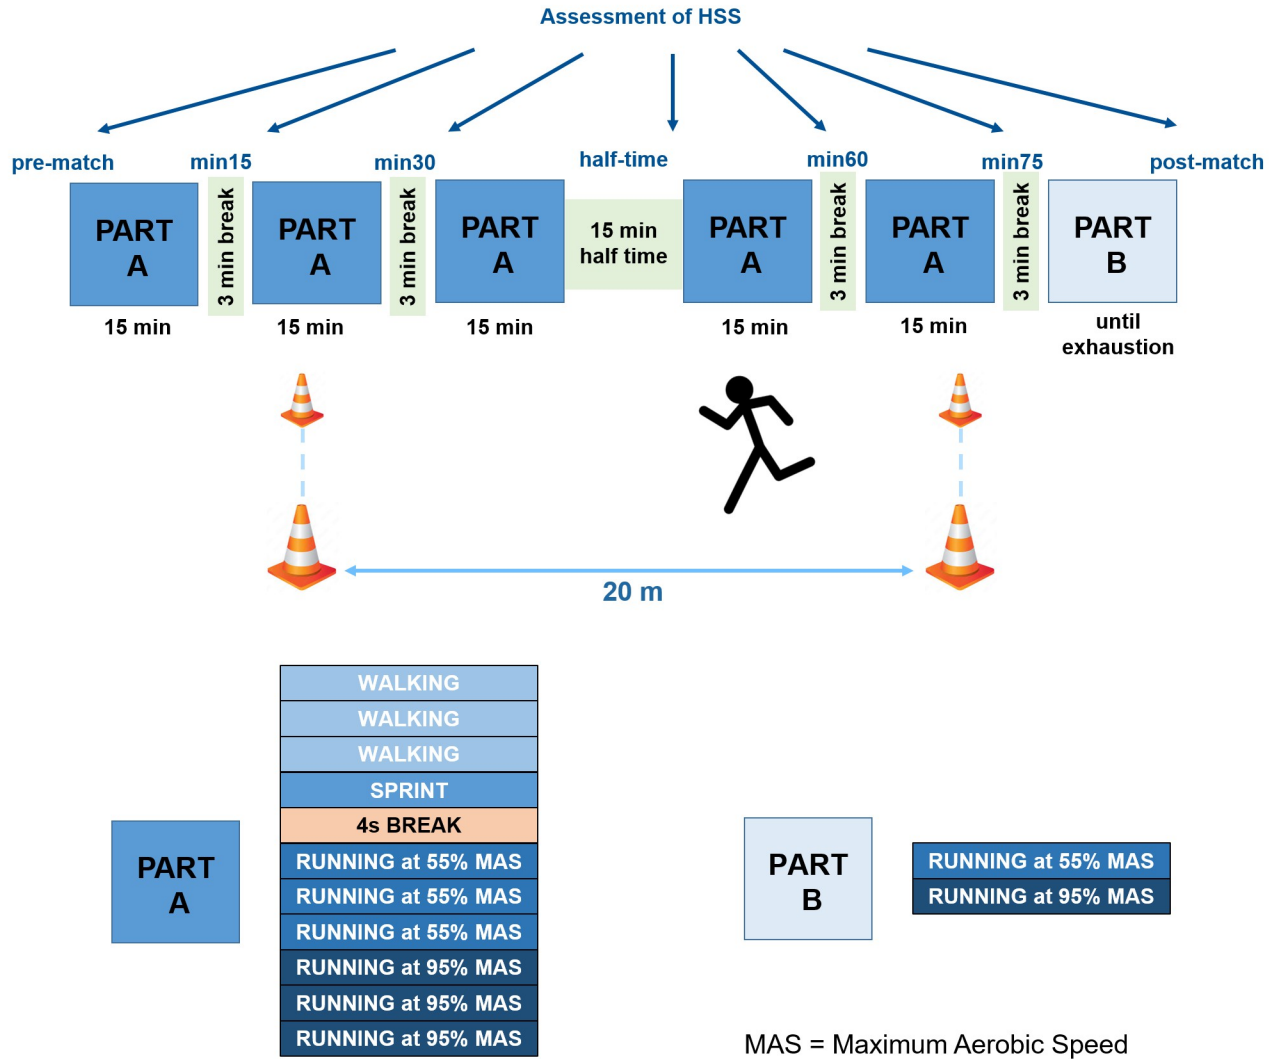 Assessment of HSS
pre-match
min15
min30
half-time
min60
min75
post-match
PART
A
3 min break
PART
A
3 min break
PART
A
15 min
half time
PART
A
3 min break
PART
A
3 min break
PART
B
15 min
15 min
15 min
15 min
15 min
until
exhaustion
20 m
PART
A
WALKING
WALKING
WALKING
SPRINT
4s BREAK
RUNNING at 55% MAS
RUNNING at 55% MAS
RUNNING at 55% MAS
RUNNING at 95% MAS
RUNNING at 95% MAS
RUNNING at 95% MAS
PART
B
RUNNING at 55% MAS
RUNNING at 95% MAS
MAS = Maximum Aerobic Speed